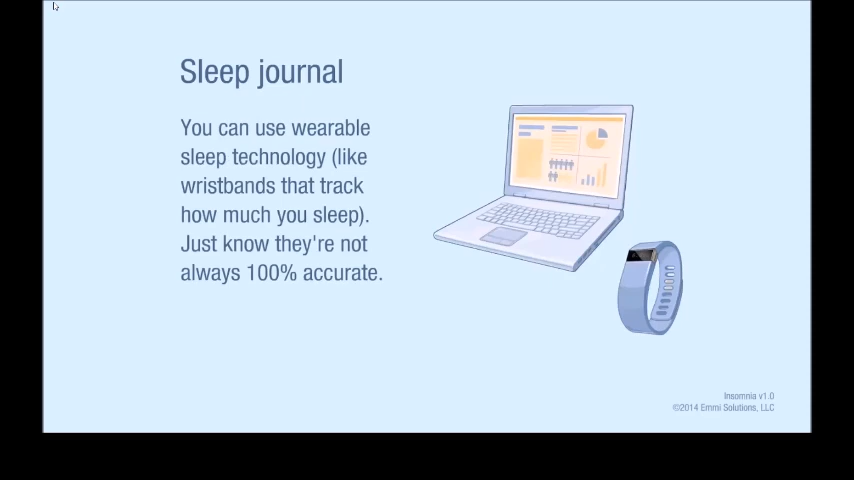 Sleep journal
You can use wearable
sleep technology (like
wristbands that track
how much you sleep).
Just know they're not
always 100% accurate.
Insomnia v1.0
©2014 Emmi Solutions, LLC